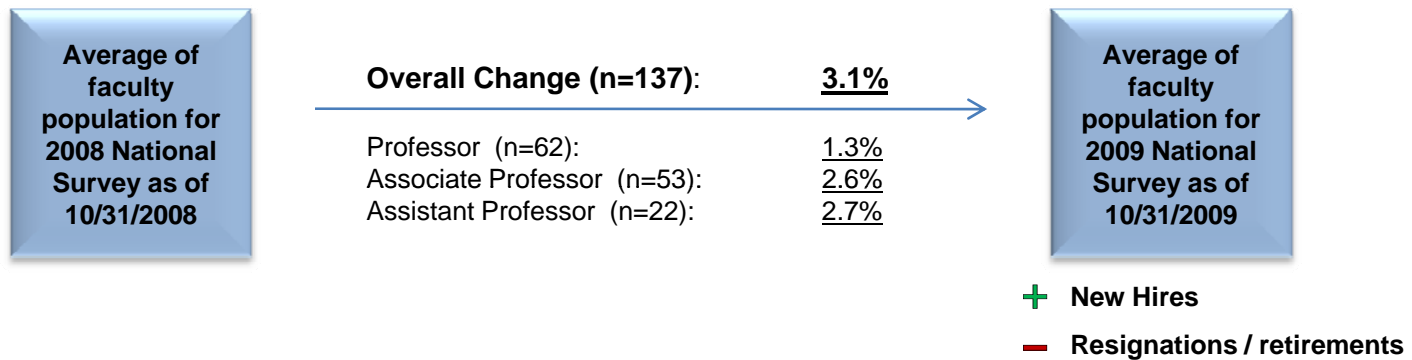 Average of
faculty
population for
2008 National
Survey as of
10/31/2008
Overall Change (n=137): 3.1%
Professor (n=62): 1.3%
Associate Professor (n=53): 2.6%
Assistant Professor (n=22): 2.7%
Average of
faculty
population for
2009 National
Survey as of
10/31/2009
+ New Hires
− Resignations / retirements